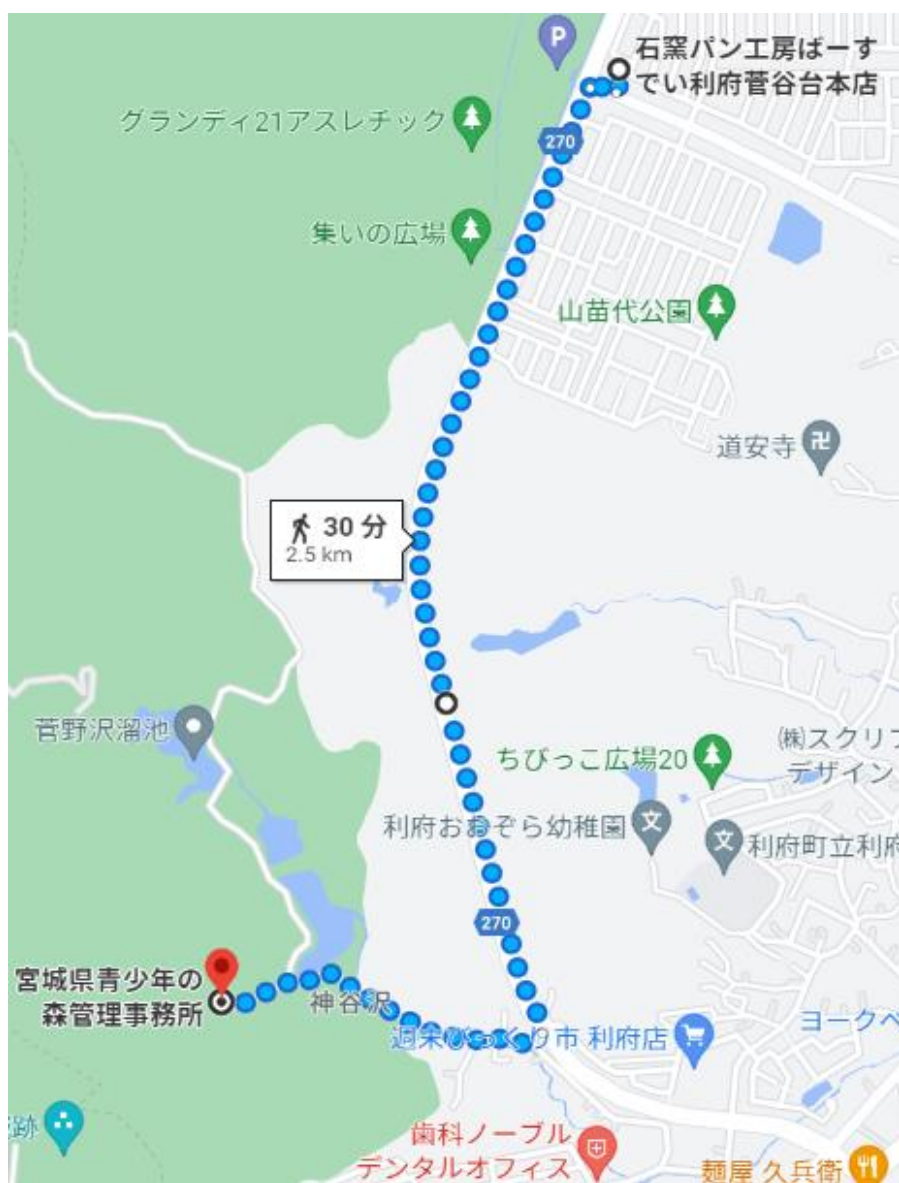 P
石窯パン工房ばーす
でい利府菅谷台本店
グランディ21アスレチック
270
集いの広場
山苗代公園
道安寺
30 分
2.5 km
菅野沢溜池
㈱スクリプ
デザイン
ちびっこ広場20
利府おおぞら幼稚園
文
文
利府町立利府
270
宮城県青少年の
森管理事務所
神谷沢
週末びっくり市 利府店
ヨークベ
跡
歯科ノーブル
デンタルオフィス
麺屋 久兵衛